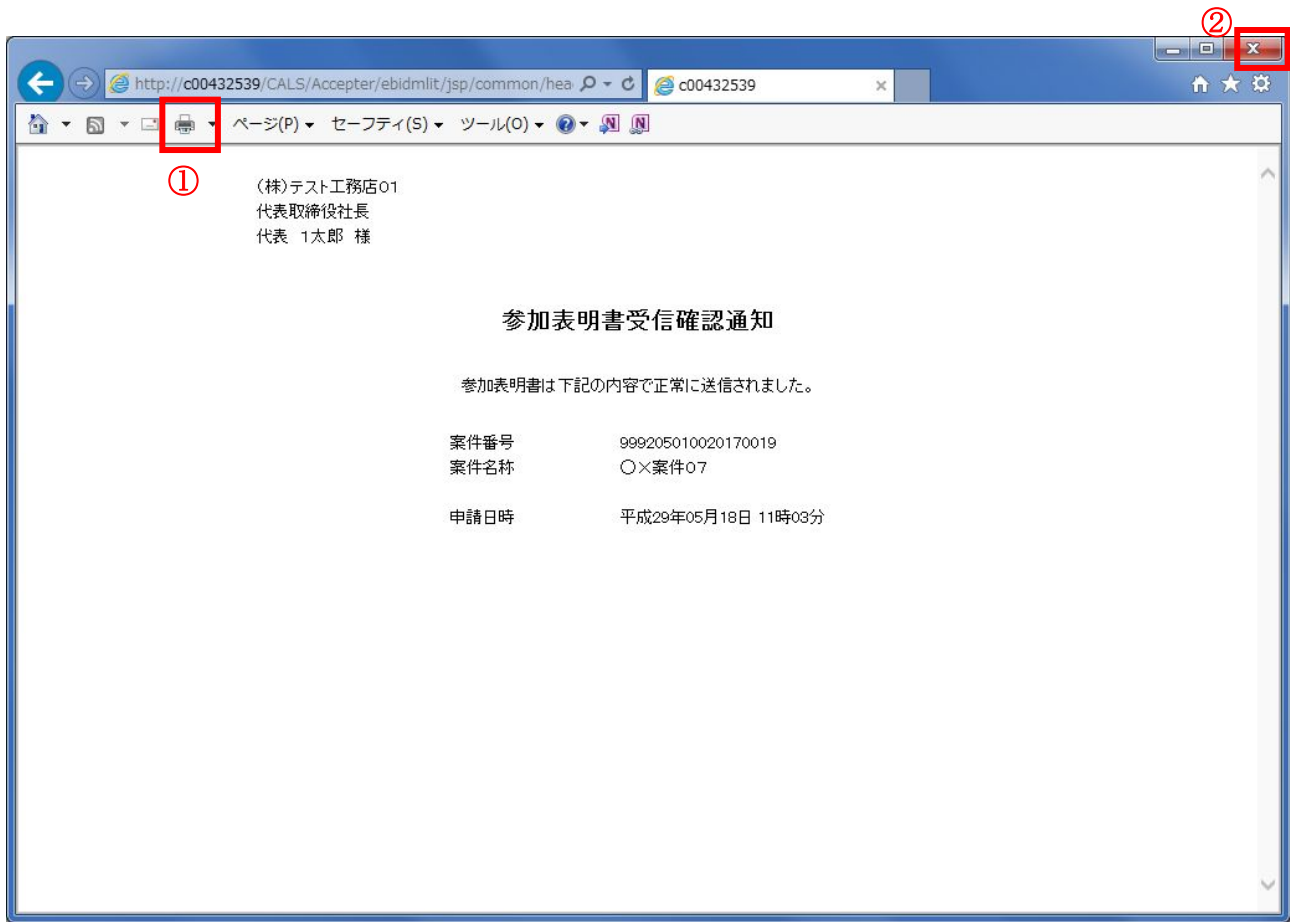 ②
http://c00432539/CALS/Accepter/ebidmlit/jsp/common/hea
c00432539
ページ(P) セーフティ(S) ツール(O)
①
(株)テスト工務店01
代表取締役社長
代表 1太郎 様
参加表明書受信確認通知
参加表明書は下記の内容で正常に送信されました。
案件番号 999205010020170019
案件名称 〇×案件07
申請日時 平成29年05月18日 11時03分